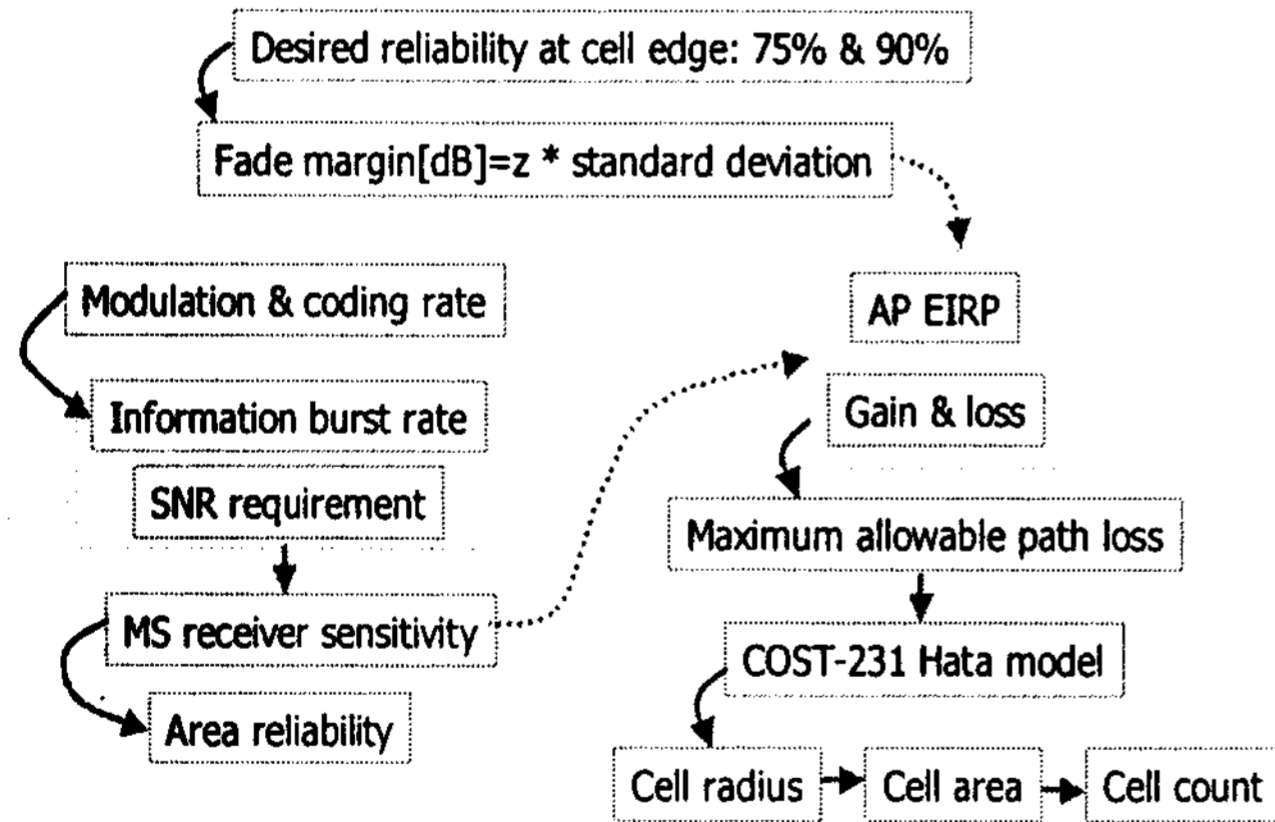 Desired reliability at cell edge: 75% & 90%
Fade margin[dB]=z * standard deviation
Modulation & coding rate
Information burst rate
SNR requirement
MS receiver sensitivity
Area reliability
AP EIRP
Gain & loss
Maximum allowable path loss
COST-231 Hata model
Cell radius
Cell area
Cell count